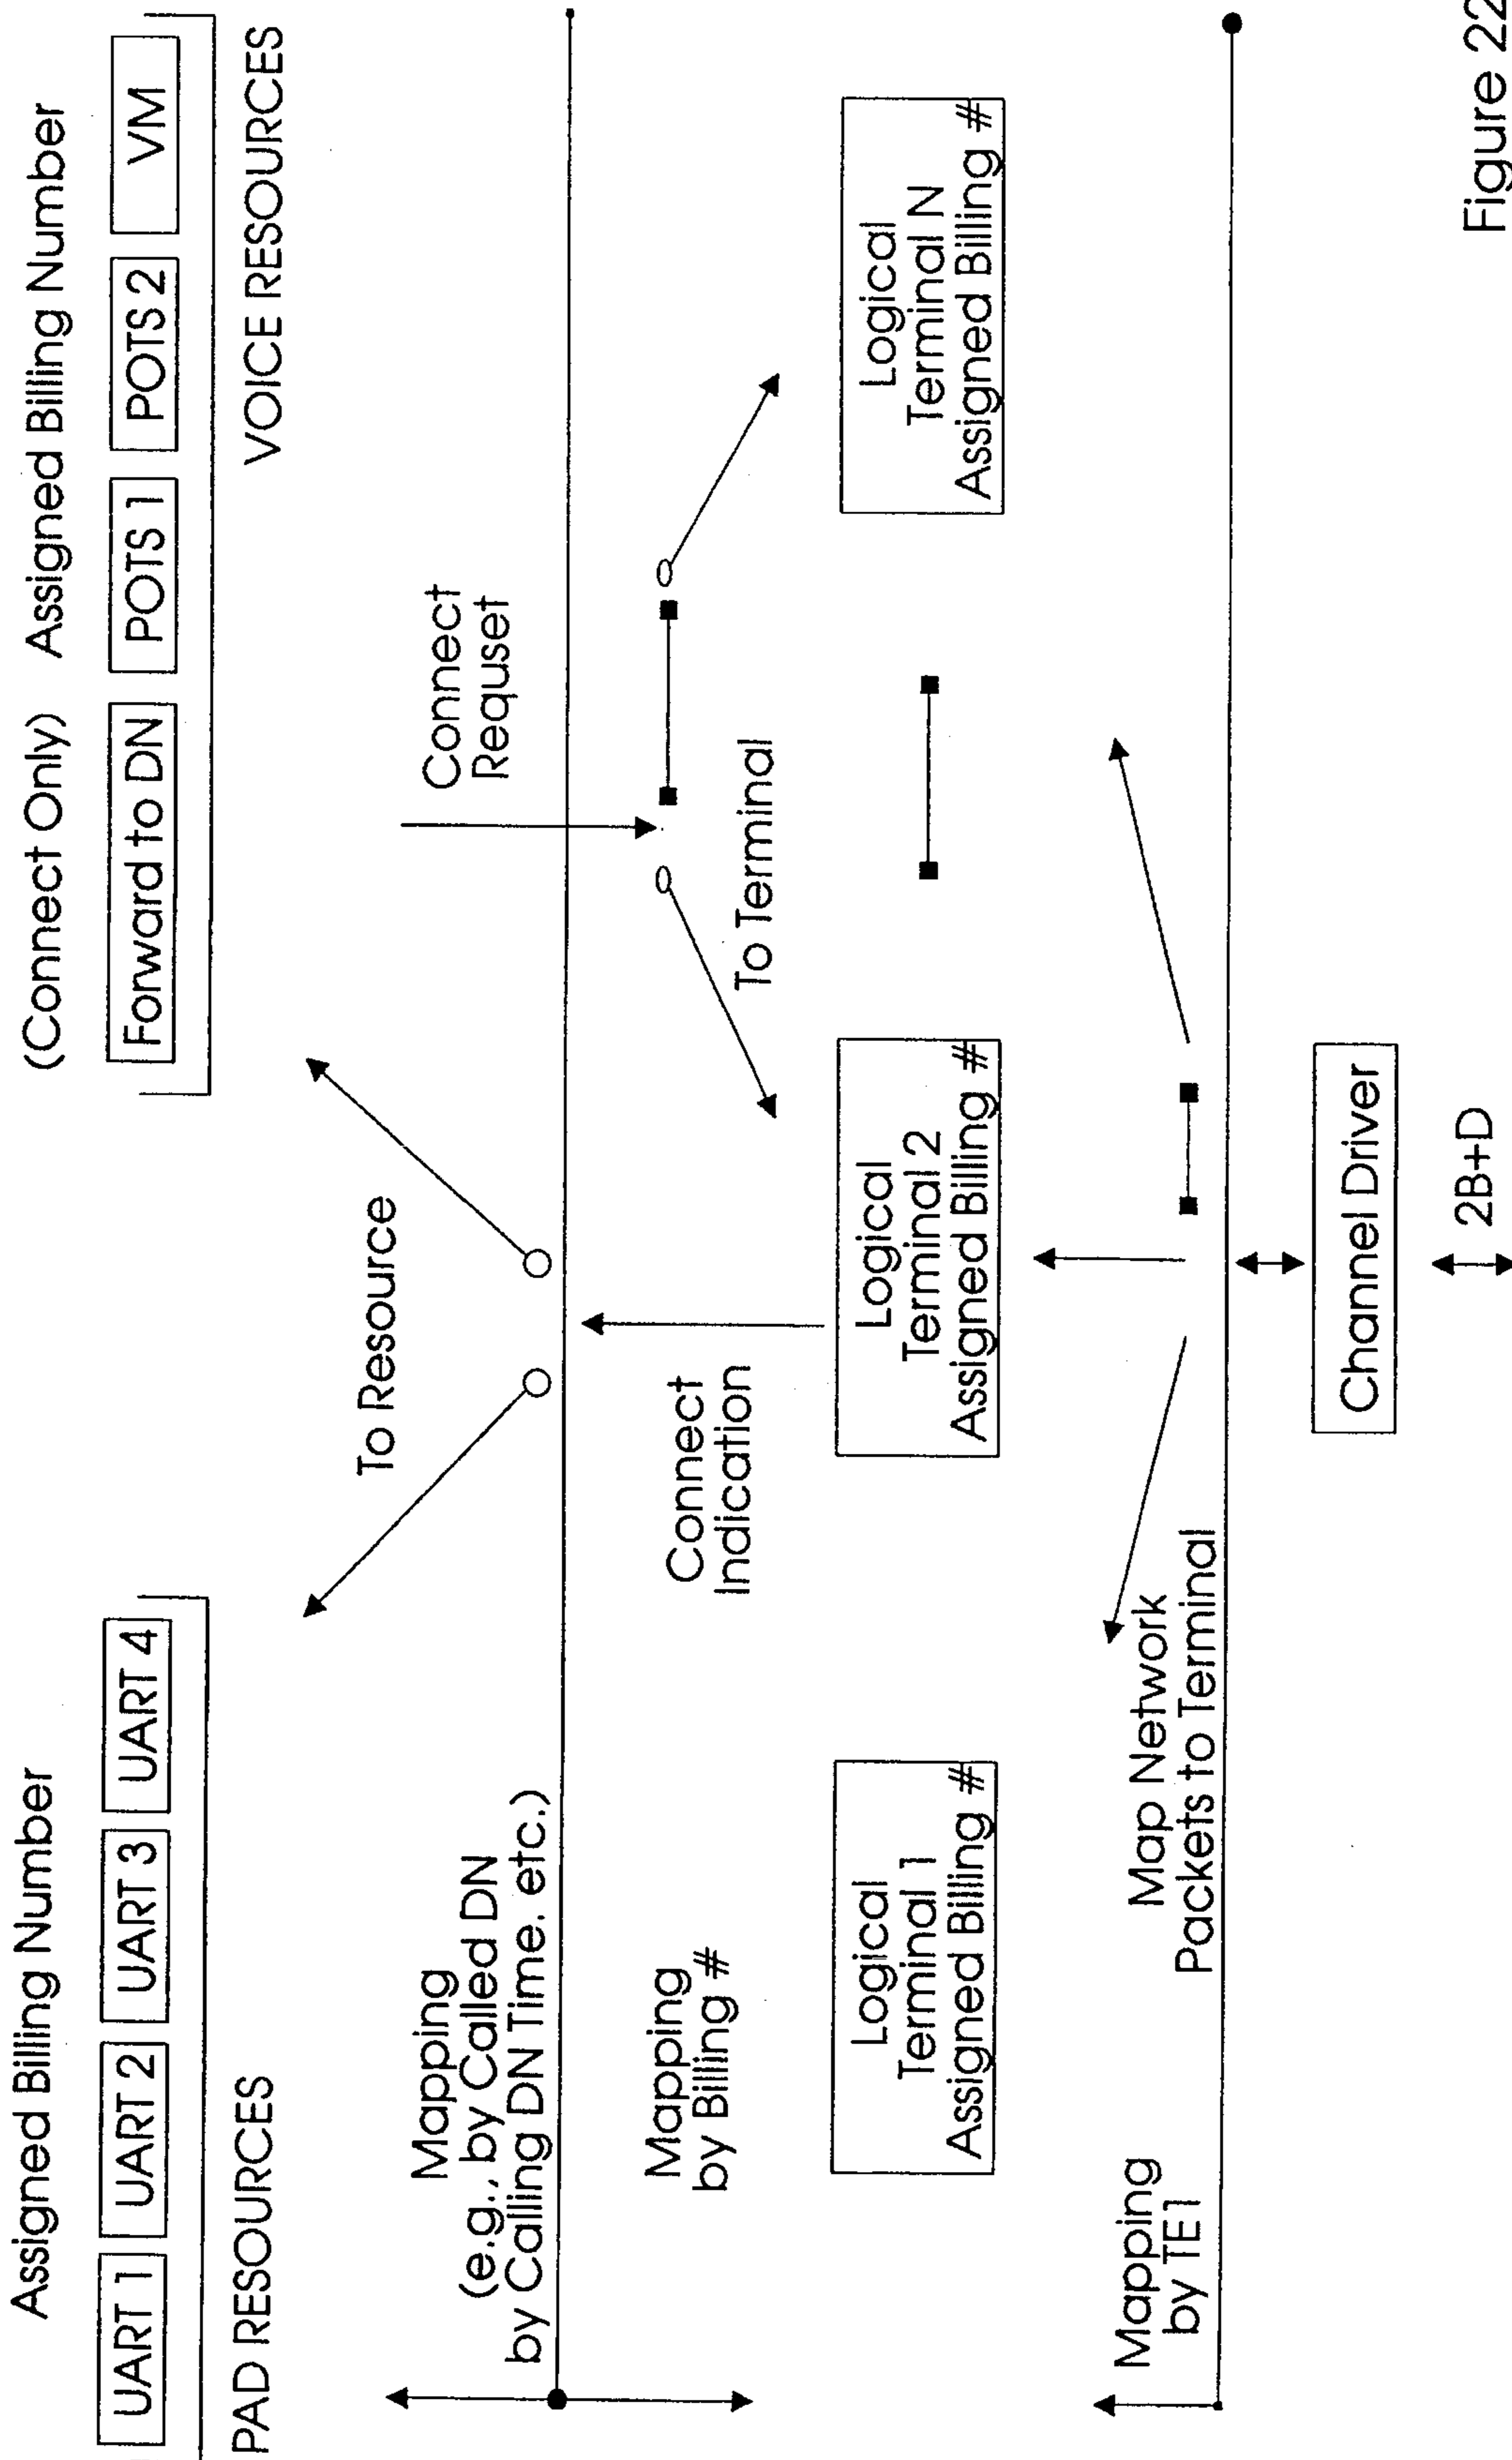 Assigned Billing Number
(Connect Only) Assigned Billing Number
UART 1
UART 2
UART 3
UART 4
Forward to DN
POTS 1
POTS 2
VM
PAD RESOURCES
VOICE RESOURCES
To Resource
Mapping
(e.g., by Called DN
by Calling DN Time. etc.)
Connect
Requset
Mapping
by Billing #
Connect
Indication
To Terminal
Logical
Terminal 1
Assigned Billing #
Logical
Terminal 2
Assigned Billing #
Logical
Terminal N
Assigned Billing #
Mapping
by TE1
Map Network
Packets to Terminal
Channel Driver
2B+D
Figure 22